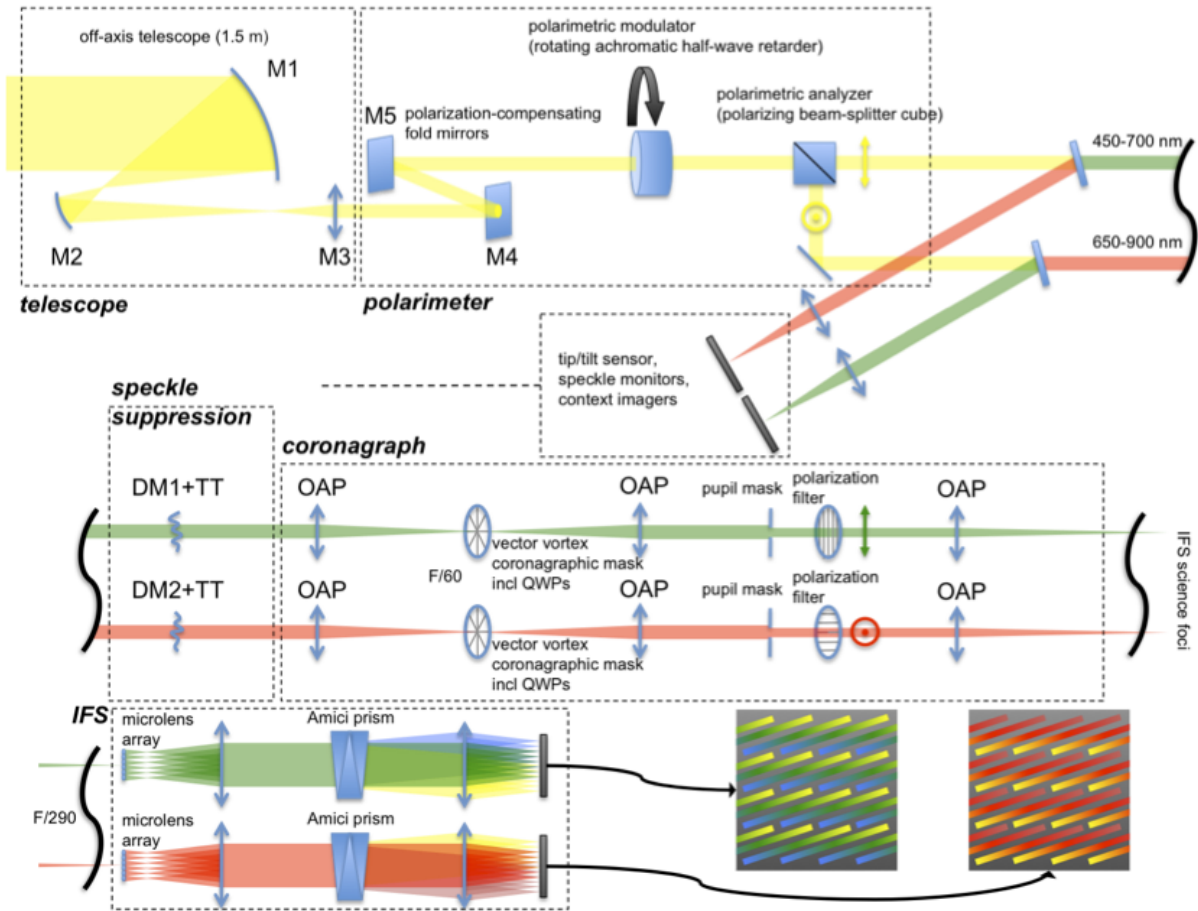 off-axis telescope (1.5 m)
M1
M2
M3
telescope
polarimetric modulator
(rotating achromatic half-wave retarder)
M5
polarization-compensating
fold mirrors
M4
polarimetric analyzer
(polarizing beam-splitter cube)
polarimeter
450-700 nm
650-900 nm
tip/tilt sensor,
speckle monitors,
context imagers
speckle
suppression
DM1+TT
DM2+TT
coronagraph
OAP
F/60
vector vortex
coronagraphic mask
incl QWPs
OAP
pupil mask
polarization
filter
OAP
OAP
vector vortex
coronagraphic mask
incl QWPs
OAP
pupil mask
polarization
filter
OAP
IFS science foci
IFS
F/290
microlens
array
Amici prism
microlens
array
Amici prism